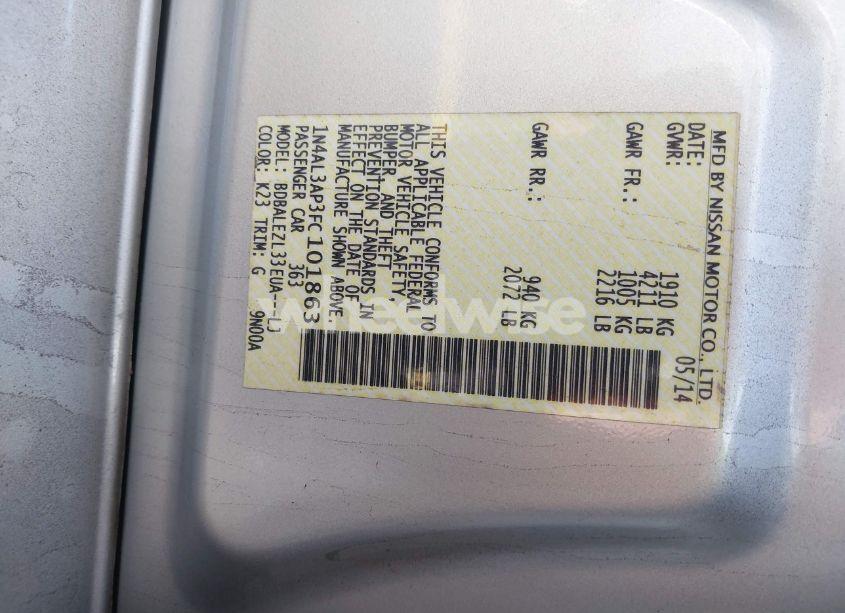 MFD BY NISSAN MOTOR CO., LTD.
DATE: 05/14
GVWR: 1910 KG
4211 LB
GAWR FR.: 1005 KG
2216 LB
GAWR RR.: 940 KG
2072 LB
THIS VEHICLE CONFORMS TO
ALL APPLICABLE FEDERAL
MOTOR VEHICLE SAFETY
BUMPER AND THEFT
PREVENTION STANDARDS IN
EFFECT ON THE DATE OF
MANUFACTURE SHOWN ABOVE.
1N4AL3AP3FC101863
PASSENGER CAR 363
MODEL: BDBALEZL33EUA---LJ
COLOR: K23 TRIM: G 9N00A
wheelwise